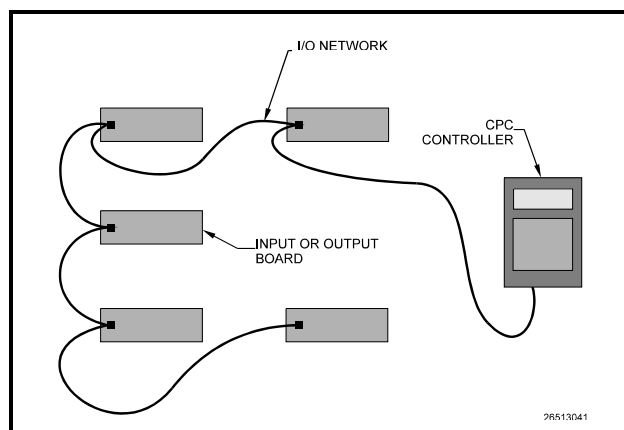 I/O NETWORK
CPC
CONTROLLER
INPUT OR OUTPUT
BOARD
26513041